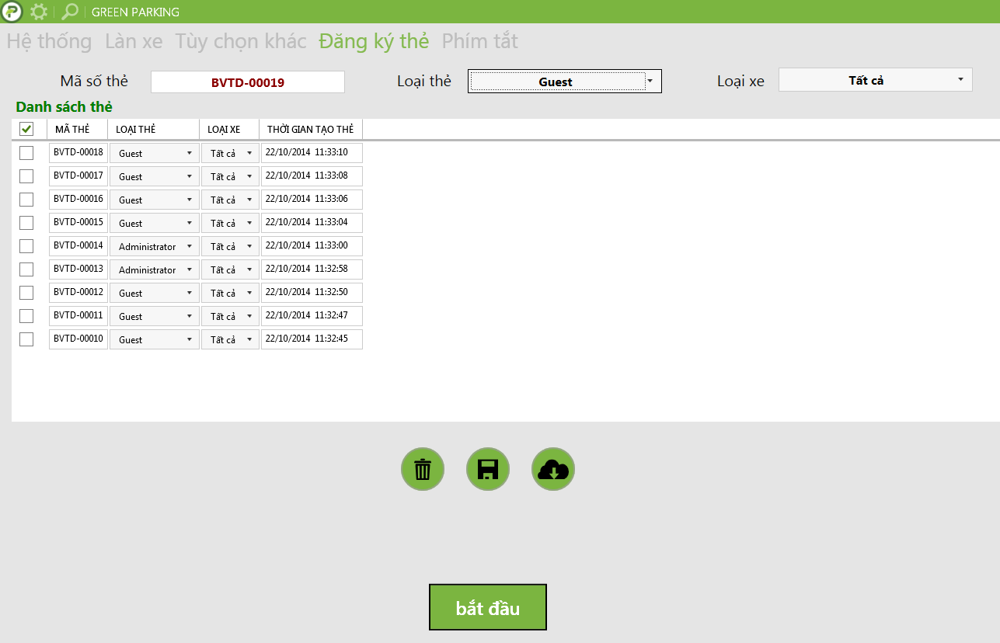 GREEN PARKING
Hệ thống Làn xe Tùy chọn khác Đăng ký thẻ Phím tắt
Mã số thẻ BVTD-00019 Loại thẻ Guest Loại xe Tất cả
Danh sách thẻ
MÃ THẺ LOẠI THẺ LOẠI XE THỜI GIAN TẠO THẺ
BVTD-00018 Guest Tất cả 22/10/2014 11:33:10
BVTD-00017 Guest Tất cả 22/10/2014 11:33:08
BVTD-00016 Guest Tất cả 22/10/2014 11:33:06
BVTD-00015 Guest Tất cả 22/10/2014 11:33:04
BVTD-00014 Administrator Tất cả 22/10/2014 11:33:00
BVTD-00013 Administrator Tất cả 22/10/2014 11:32:58
BVTD-00012 Guest Tất cả 22/10/2014 11:32:50
BVTD-00011 Guest Tất cả 22/10/2014 11:32:47
BVTD-00010 Guest Tất cả 22/10/2014 11:32:45
bắt đầu